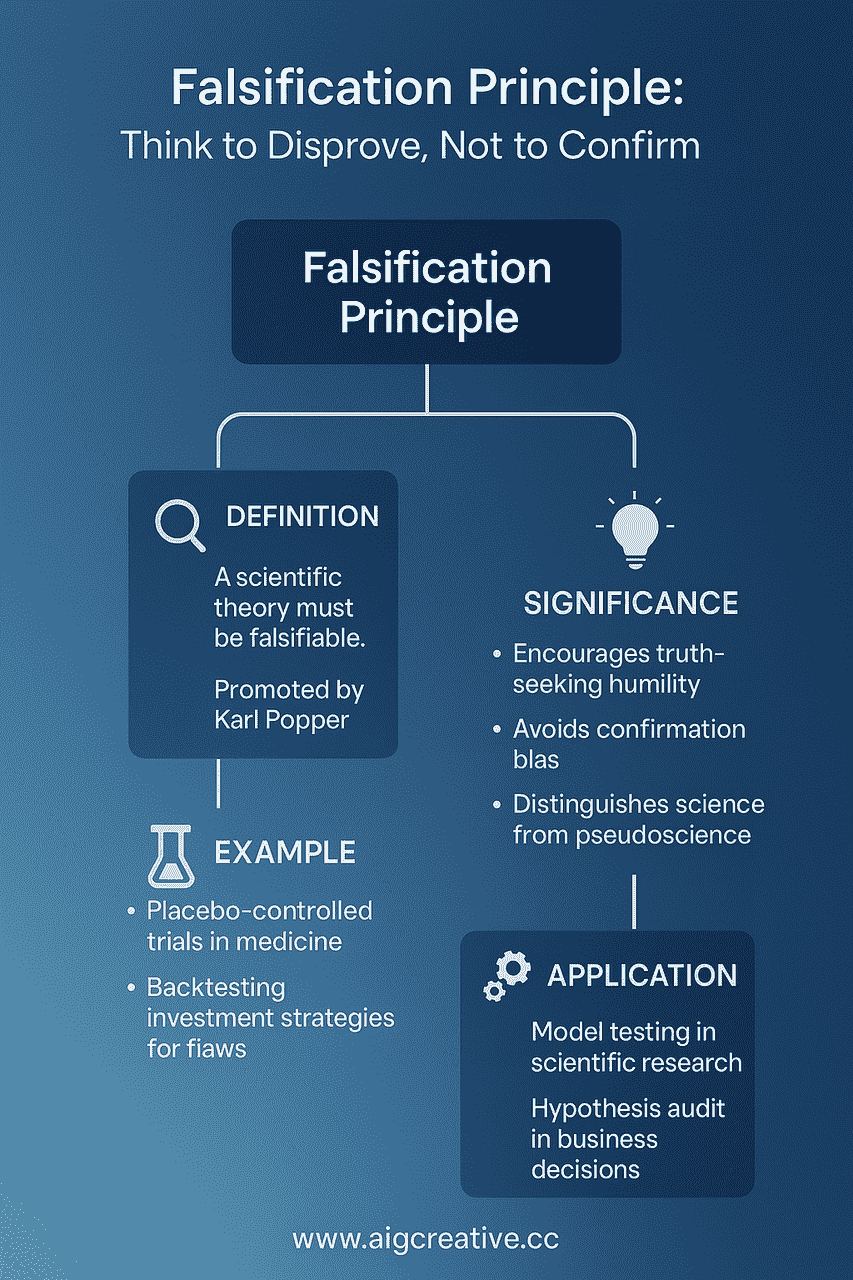 Falsification Principle:
Think to Disprove, Not to Confirm
Falsification
Principle
DEFINITION
A scientific
theory must
be falsifiable.
Promoted by
Karl Popper
EXAMPLE
• Placebo-controlled
trials in medicine
• Backtesting
investment strategies
for fiaws
SIGNIFICANCE
• Encourages truth-
seeking humility
• Avoids confirmation
blas
• Distinguishes science
from pseudoscience
APPLICATION
Model testing in
scientific research
Hypothesis audit
in business
decisions
www.aigcreative.cc